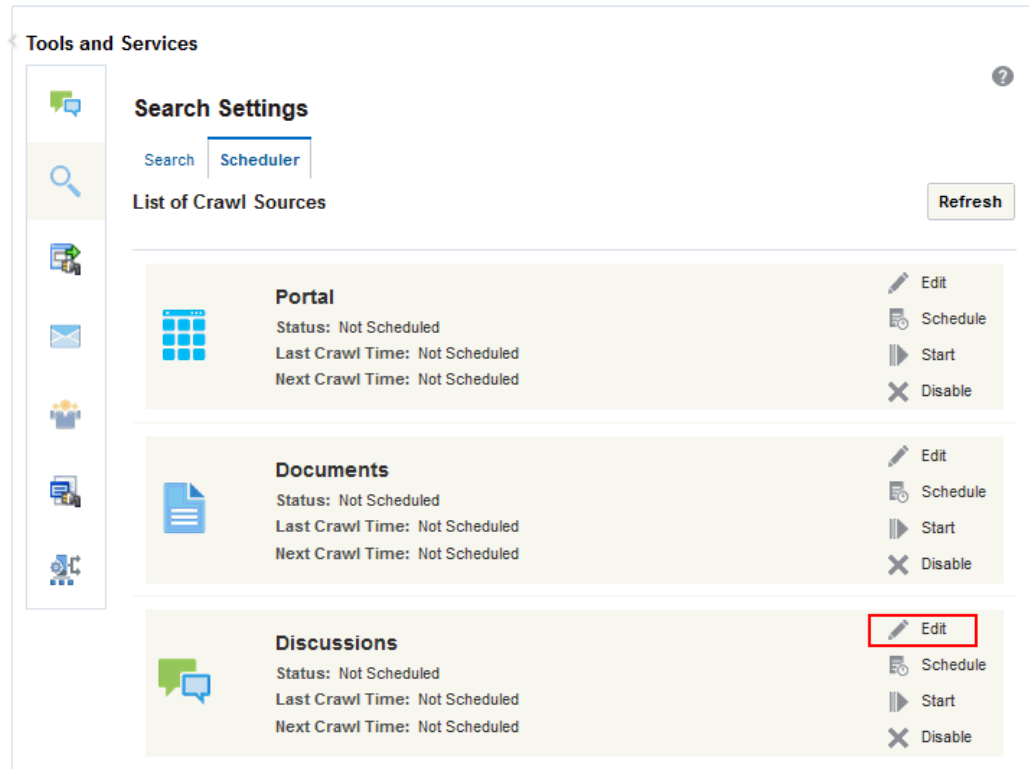 Tools and Services
Search Settings
Search Scheduler
List of Crawl Sources Refresh
Portal
Status: Not Scheduled
Last Crawl Time: Not Scheduled
Next Crawl Time: Not Scheduled
Edit
Schedule
Start
Disable
Documents
Status: Not Scheduled
Last Crawl Time: Not Scheduled
Next Crawl Time: Not Scheduled
Edit
Schedule
Start
Disable
Discussions
Status: Not Scheduled
Last Crawl Time: Not Scheduled
Next Crawl Time: Not Scheduled
Edit
Schedule
Start
Disable